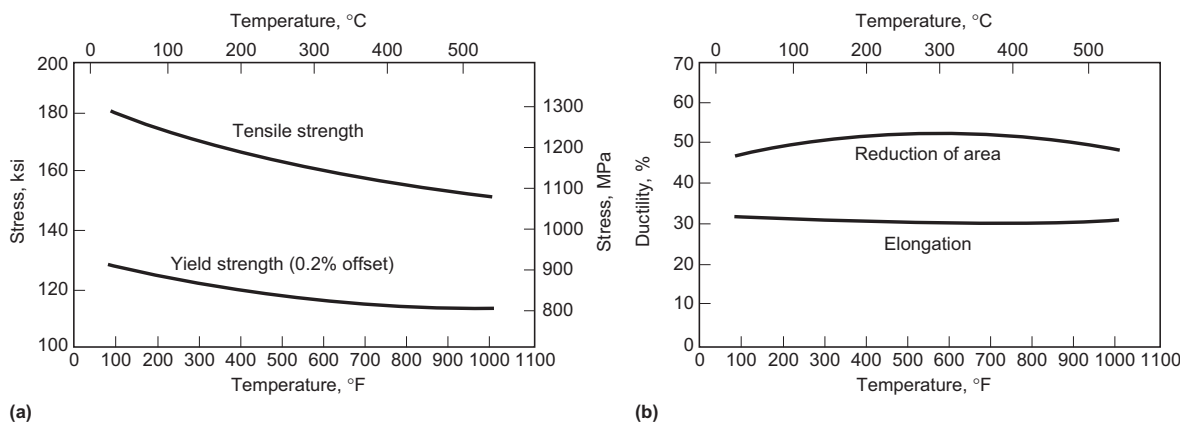 Temperature, °C
0 100 200 300 400 500
200
180
160
140
120
100
Stress, ksi
Tensile strength
Yield strength (0.2% offset)
1300
1200
1100
1000
900
800
Stress, MPa
0 100 200 300 400 500 600 700 800 900 1000 1100
Temperature, °F
(a)
Temperature, °C
0 100 200 300 400 500
70
60
50
40
30
20
10
0
Ductility, %
Reduction of area
Elongation
0 100 200 300 400 500 600 700 800 900 1000 1100
Temperature, °F
(b)